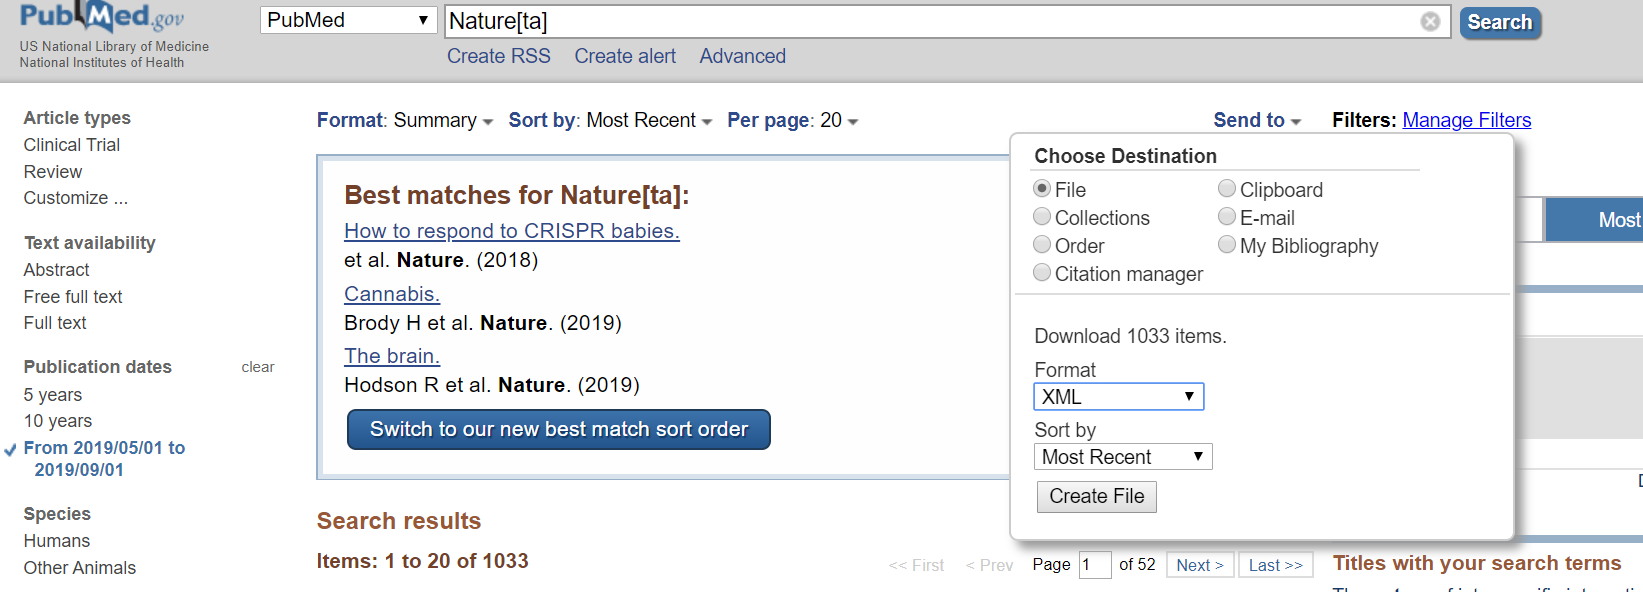 PubMed.gov
US National Library of Medicine
National Institutes of Health
PubMed
Nature[ta]
Search
Create RSS Create alert Advanced
Article types
Clinical Trial
Review
Customize ...
Text availability
Abstract
Free full text
Full text
Publication dates clear
5 years
10 years
From 2019/05/01 to
2019/09/01
Species
Humans
Other Animals
Format: Summary Sort by: Most Recent Per page: 20
Send to
Filters: Manage Filters
Best matches for Nature[ta]:
How to respond to CRISPR babies.
et al. Nature. (2018)
Cannabis.
Brody H et al. Nature. (2019)
The brain.
Hodson R et al. Nature. (2019)
Switch to our new best match sort order
Search results
Items: 1 to 20 of 1033
<< First < Prev Page 1 of 52 Next > Last >>
Choose Destination
File Clipboard
Collections E-mail
Order My Bibliography
Citation manager
Download 1033 items.
Format
XML
Sort by
Most Recent
Create File
Most
Titles with your search terms